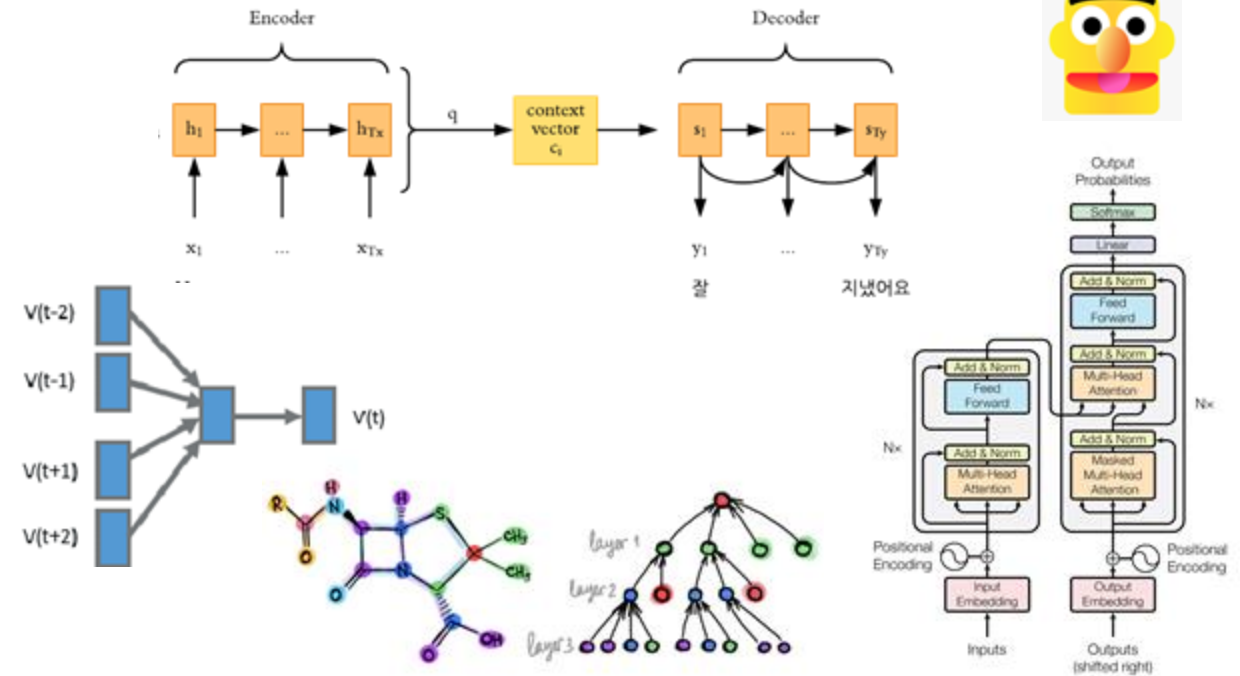 Encoder
Decoder
h₁
...
hTx
q
context
vector
cᵢ
s₁
...
sTy
x₁
...
xTx
y₁
...
yTy
잘
지냈어요
V(t-2)
V(t-1)
V(t+1)
V(t+2)
V(t)
R
H
N
O
H
S
CH₃
CH₃
N
O
O
OH
layer 1
layer 2
layer 3
Output
Probabilities
Softmax
Linear
Add & Norm
Feed
Forward
Add & Norm
Multi-Head
Attention
Add & Norm
Masked
Multi-Head
Attention
Nx
Add & Norm
Feed
Forward
Add & Norm
Multi-Head
Attention
Nx
Positional
Encoding
Positional
Encoding
Input
Embedding
Output
Embedding
Inputs
Outputs
(shifted right)